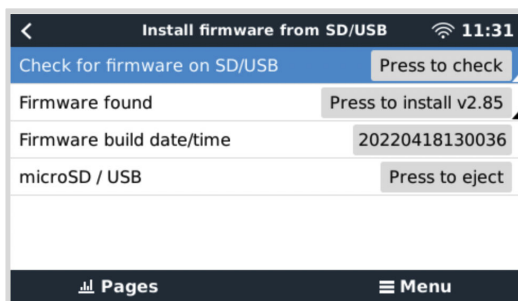 Install firmware from SD/USB 11:31
Check for firmware on SD/USB Press to check
Firmware found Press to install v2.85
Firmware build date/time 20220418130036
microSD / USB Press to eject
Pages Menu